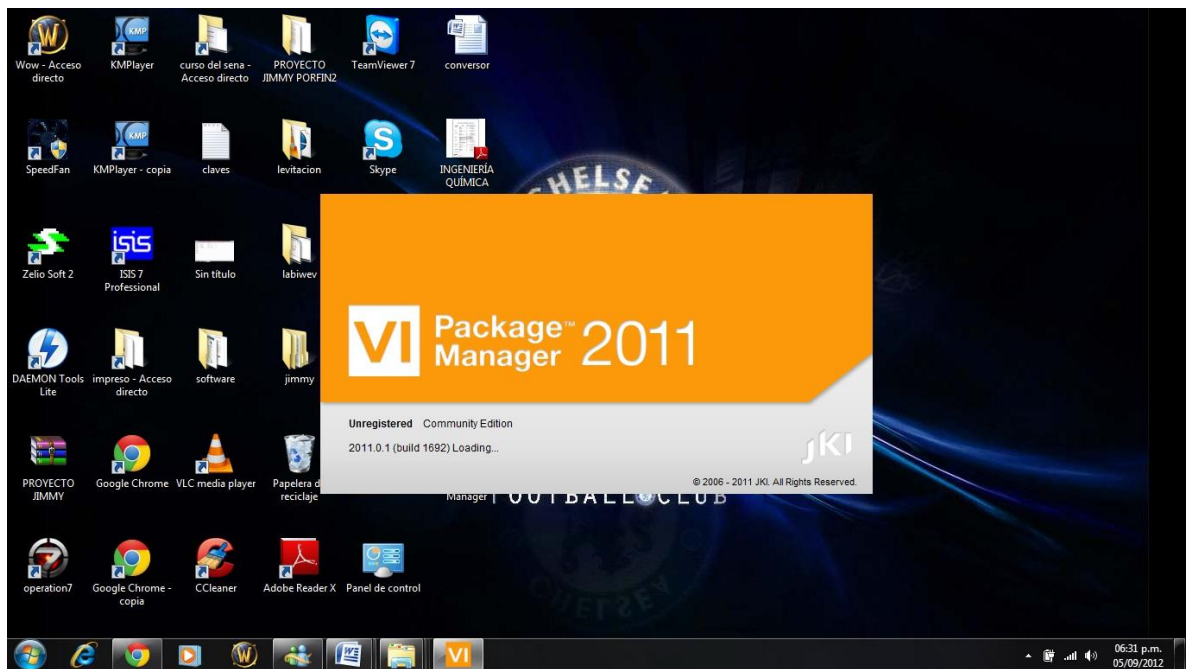 Wow - Acceso
directo
KMPlayer
curso del sena -
Acceso directo
PROYECTO
JIMMY PORFIN2
TeamViewer 7
conversor
SpeedFan
KMP
KMPlayer - copia
claves
levitacion
Skype
INGENIERÍA
QUÍMICA
CHELSEA
Zelio Soft 2
isis
ISIS 7
Professional
Sin título
labiwev
VI Package™
Manager 2011
DAEMON Tools
Lite
impreso - Acceso
directo
software
jimmy
Unregistered Community Edition
2011.0.1 (build 1692) Loading...
JKI
© 2006 - 2011 JKI. All Rights Reserved.
PROYECTO
JIMMY
Google Chrome
VLC media player
Papelera d
reciclaje
Manager
FOOTBALL CLUB
operation7
Google Chrome -
copia
CCleaner
Adobe Reader X
Panel de control
CHELSEA
VI
06:31 p.m.
05/09/2012